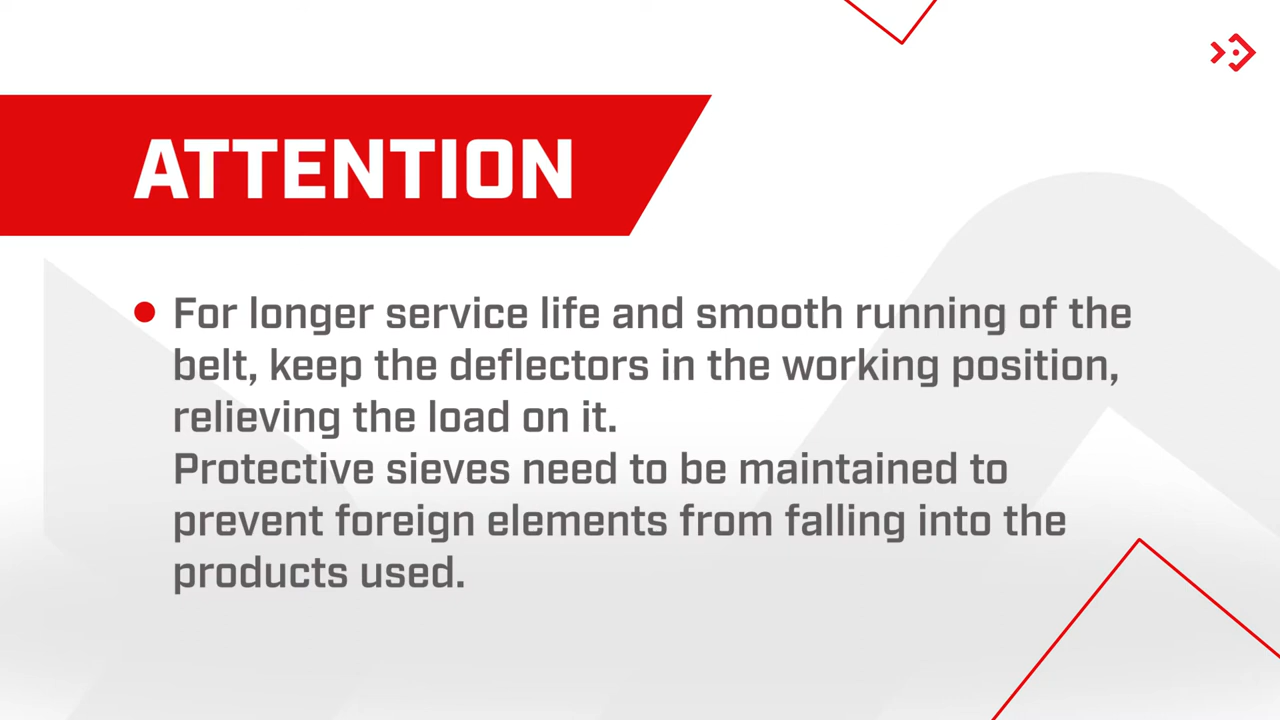 ATTENTION
For longer service life and smooth running of the
belt, keep the deflectors in the working position,
relieving the load on it.
Protective sieves need to be maintained to
prevent foreign elements from falling into the
products used.